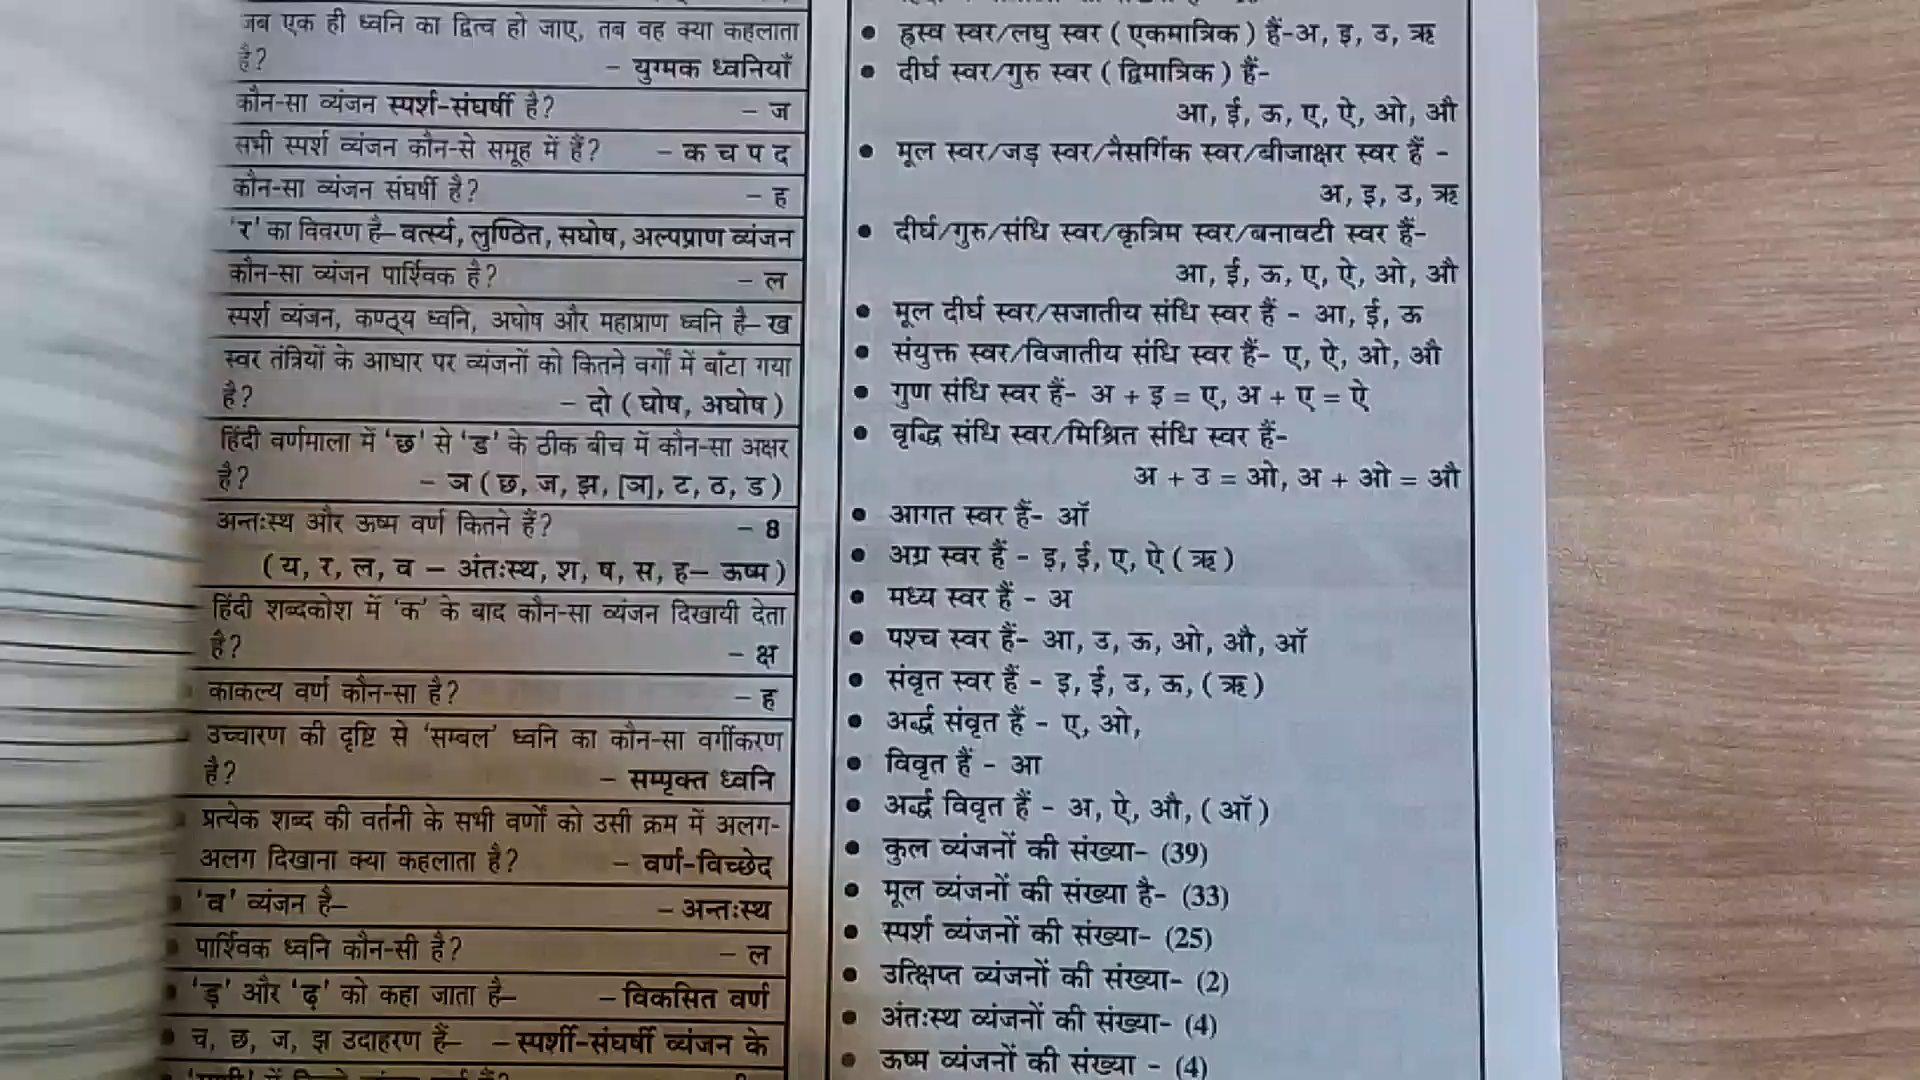 जब एक ही ध्वनि का द्वित्व हो जाए, तब वह क्या कहलाता
है? – युग्मक ध्वनियाँ
कौन-सा व्यंजन स्पर्श-संघर्षी है? – ज
सभी स्पर्श व्यंजन कौन-से समूह में हैं? – क च प द
कौन-सा व्यंजन संघर्षी है? – ह
'र' का विवरण है– वर्त्स्य, लुण्ठित, सघोष, अल्पप्राण व्यंजन
कौन-सा व्यंजन पार्श्विक है? – ल
स्पर्श व्यंजन, कण्ठ्य ध्वनि, अघोष और महाप्राण ध्वनि है– ख
स्वर तंत्रियों के आधार पर व्यंजनों को कितने वर्गों में बाँटा गया
है? – दो ( घोष, अघोष )
हिंदी वर्णमाला में 'छ' से 'ड' के ठीक बीच में कौन-सा अक्षर
है? – ञ ( छ, ज, झ, [ञ], ट, ठ, ड )
अन्तःस्थ और ऊष्म वर्ण कितने हैं? – 8
( य, र, ल, व – अंतःस्थ, श, ष, स, ह– ऊष्म )
हिंदी शब्दकोश में 'क' के बाद कौन-सा व्यंजन दिखायी देता
है? – क्ष
काकल्य वर्ण कौन-सा है? – ह
उच्चारण की दृष्टि से 'सम्बल' ध्वनि का कौन-सा वर्गीकरण
है? – सम्पृक्त ध्वनि
प्रत्येक शब्द की वर्तनी के सभी वर्णों को उसी क्रम में अलग-
अलग दिखाना क्या कहलाता है? – वर्ण-विच्छेद
'व' व्यंजन है– – अन्तःस्थ
पार्श्विक ध्वनि कौन-सी है? – ल
'ड़' और 'ढ़' को कहा जाता है– – विकसित वर्ण
च, छ, ज, झ उदाहरण हैं– – स्पर्शी-संघर्षी व्यंजन के
• ह्रस्व स्वर/लघु स्वर ( एकमात्रिक ) हैं-अ, इ, उ, ऋ
• दीर्घ स्वर/गुरु स्वर ( द्विमात्रिक ) हैं-
आ, ई, ऊ, ए, ऐ, ओ, औ
• मूल स्वर/जड़ स्वर/नैसर्गिक स्वर/बीजाक्षर स्वर हैं -
अ, इ, उ, ऋ
• दीर्घ/गुरु/संधि स्वर/कृत्रिम स्वर/बनावटी स्वर हैं-
आ, ई, ऊ, ए, ऐ, ओ, औ
• मूल दीर्घ स्वर/सजातीय संधि स्वर हैं - आ, ई, ऊ
• संयुक्त स्वर/विजातीय संधि स्वर हैं- ए, ऐ, ओ, औ
• गुण संधि स्वर हैं- अ + इ = ए, अ + ए = ऐ
• वृद्धि संधि स्वर/मिश्रित संधि स्वर हैं-
अ + उ = ओ, अ + ओ = औ
• आगत स्वर हैं- ऑ
• अग्र स्वर हैं - इ, ई, ए, ऐ ( ऋ )
• मध्य स्वर हैं - अ
• पश्च स्वर हैं- आ, उ, ऊ, ओ, औ, ऑ
• संवृत स्वर हैं - इ, ई, उ, ऊ, ( ऋ )
• अर्द्ध संवृत हैं - ए, ओ,
• विवृत हैं - आ
• अर्द्ध विवृत हैं - अ, ऐ, औ, ( ऑ )
• कुल व्यंजनों की संख्या- (39)
• मूल व्यंजनों की संख्या है- (33)
• स्पर्श व्यंजनों की संख्या- (25)
• उत्क्षिप्त व्यंजनों की संख्या- (2)
• अंतःस्थ व्यंजनों की संख्या- (4)
• ऊष्म व्यंजनों की संख्या - (4)